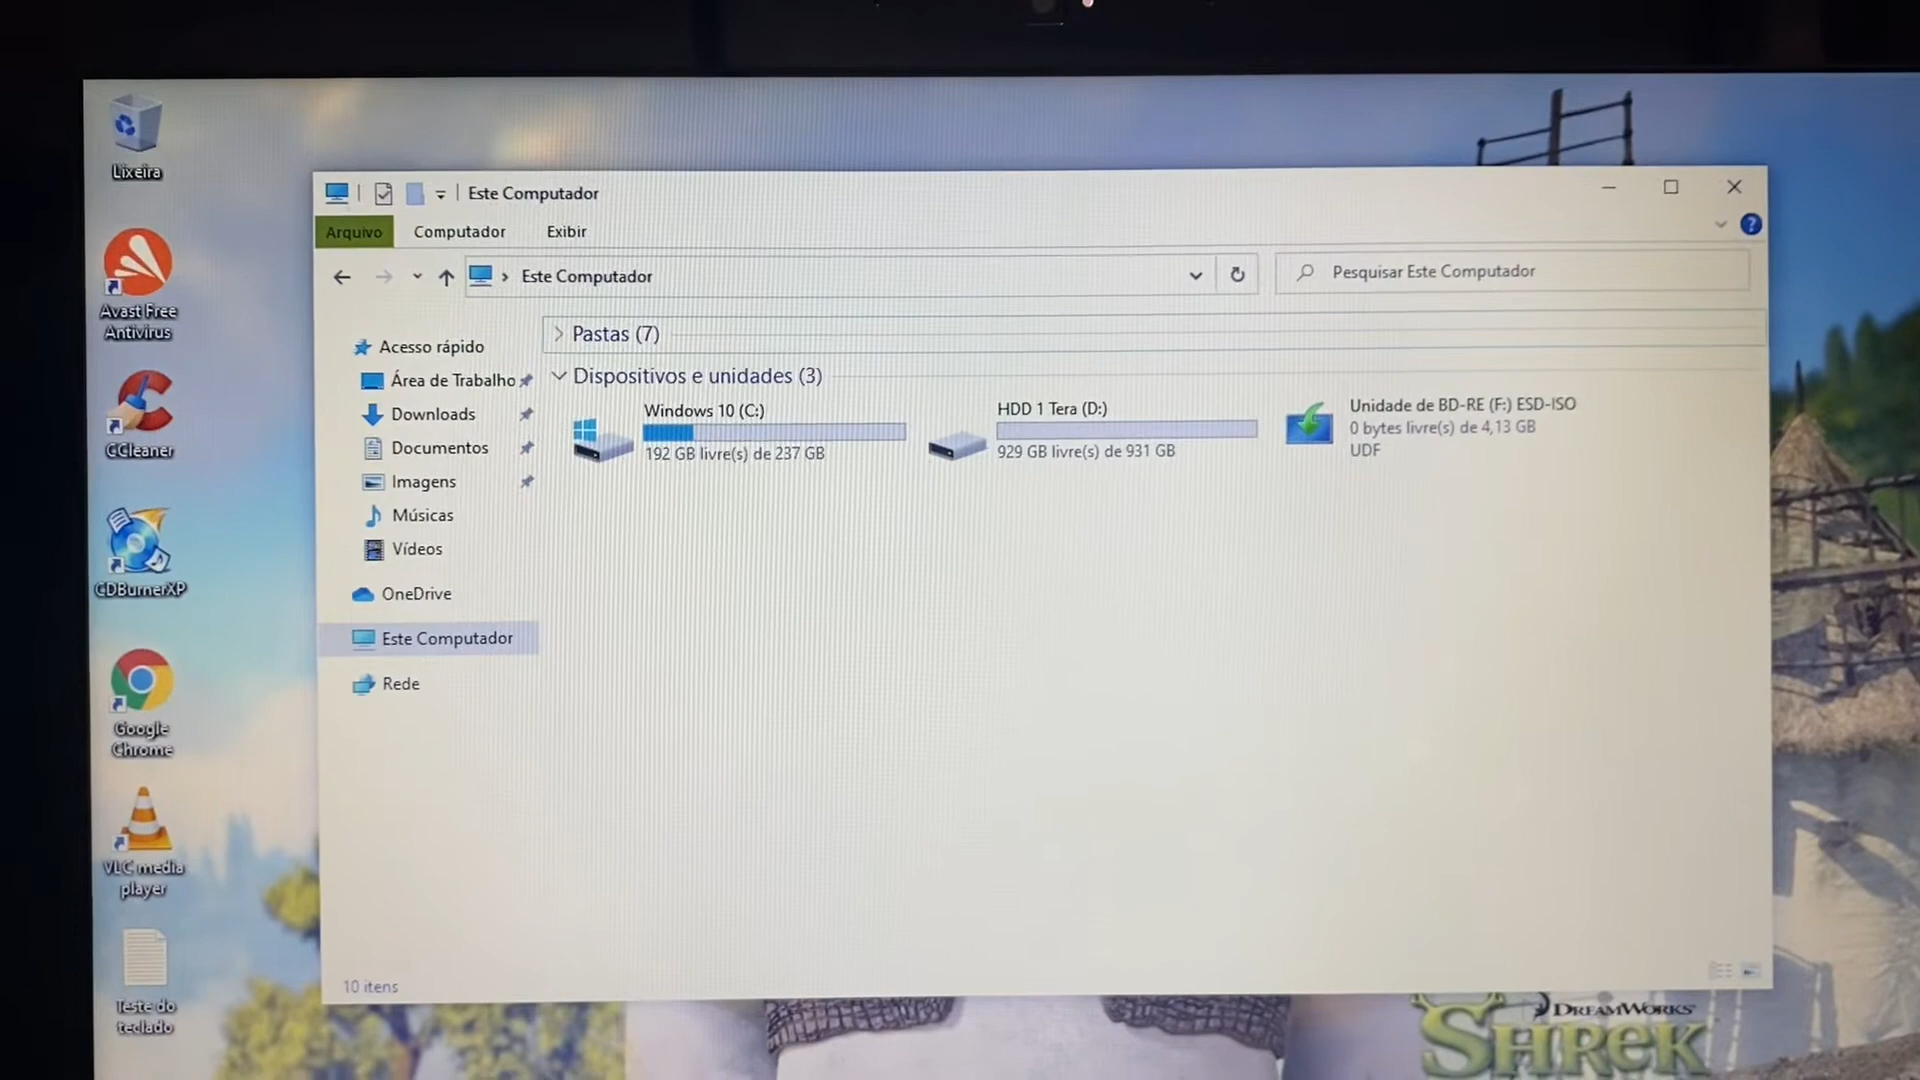 Lixeira
Avast Free
Antivirus
CCleaner
CDBurnerXP
Google
Chrome
VLC media
player
Teste do
teclado
Este Computador
Arquivo
Computador
Exibir
?
Este Computador
Pesquisar Este Computador
Acesso rápido
Área de Trabalho
Downloads
Documentos
Imagens
Músicas
Vídeos
OneDrive
Este Computador
Rede
Pastas (7)
Dispositivos e unidades (3)
Windows 10 (C:)
192 GB livre(s) de 237 GB
HDD 1 Tera (D:)
929 GB livre(s) de 931 GB
Unidade de BD-RE (F:) ESD-ISO
0 bytes livre(s) de 4,13 GB
UDF
10 itens
DREAMWORKS
SHREK